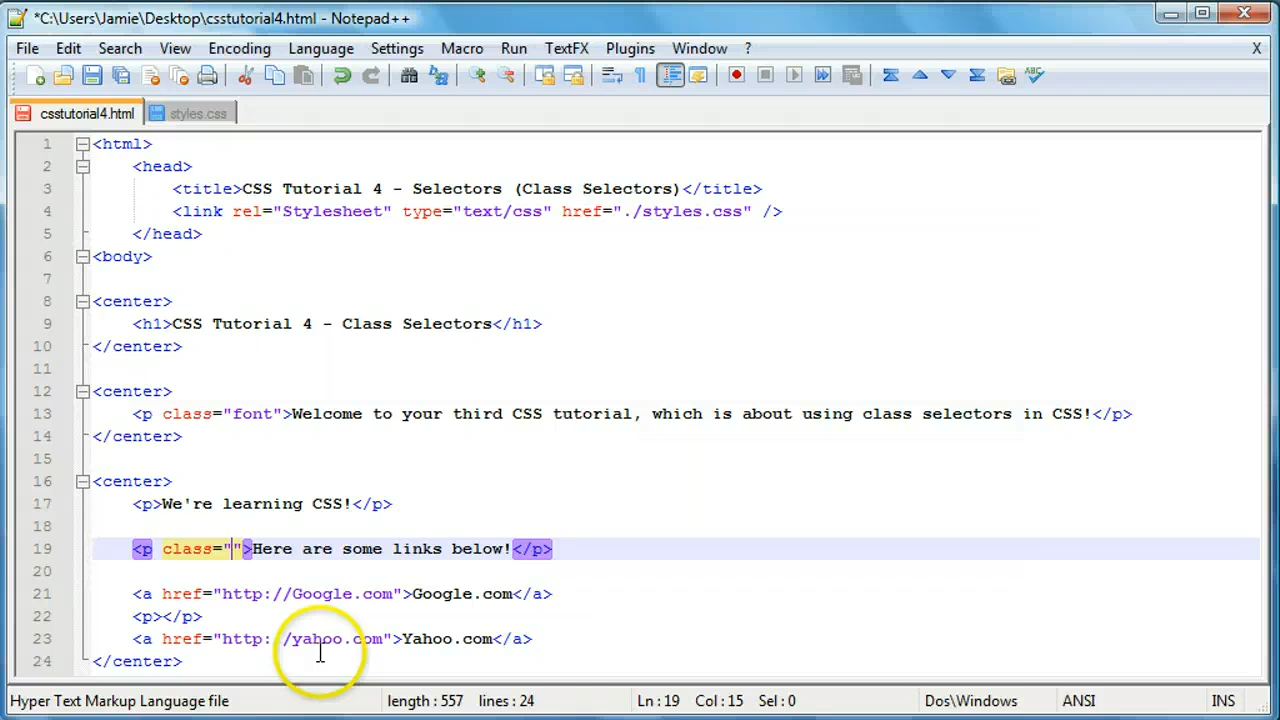 *C:\Users\Jamie\Desktop\csstutorial4.html - Notepad++
File Edit Search View Encoding Language Settings Macro Run TextFX Plugins Window ? X
csstutorial4.html styles.css
1 <html>
2 <head>
3 <title>CSS Tutorial 4 - Selectors (Class Selectors)</title>
4 <link rel="Stylesheet" type="text/css" href="./styles.css" />
5 </head>
6 <body>
7
8 <center>
9 <h1>CSS Tutorial 4 - Class Selectors</h1>
10 </center>
11
12 <center>
13 <p class="font">Welcome to your third CSS tutorial, which is about using class selectors in CSS!</p>
14 </center>
15
16 <center>
17 <p>We're learning CSS!</p>
18
19 <p class="">Here are some links below!</p>
20
21 <a href="http://Google.com">Google.com</a>
22 <p></p>
23 <a href="http://yahoo.com">Yahoo.com</a>
24 </center>
Hyper Text Markup Language file length : 557 lines : 24 Ln : 19 Col : 15 Sel : 0 Dos\Windows ANSI INS